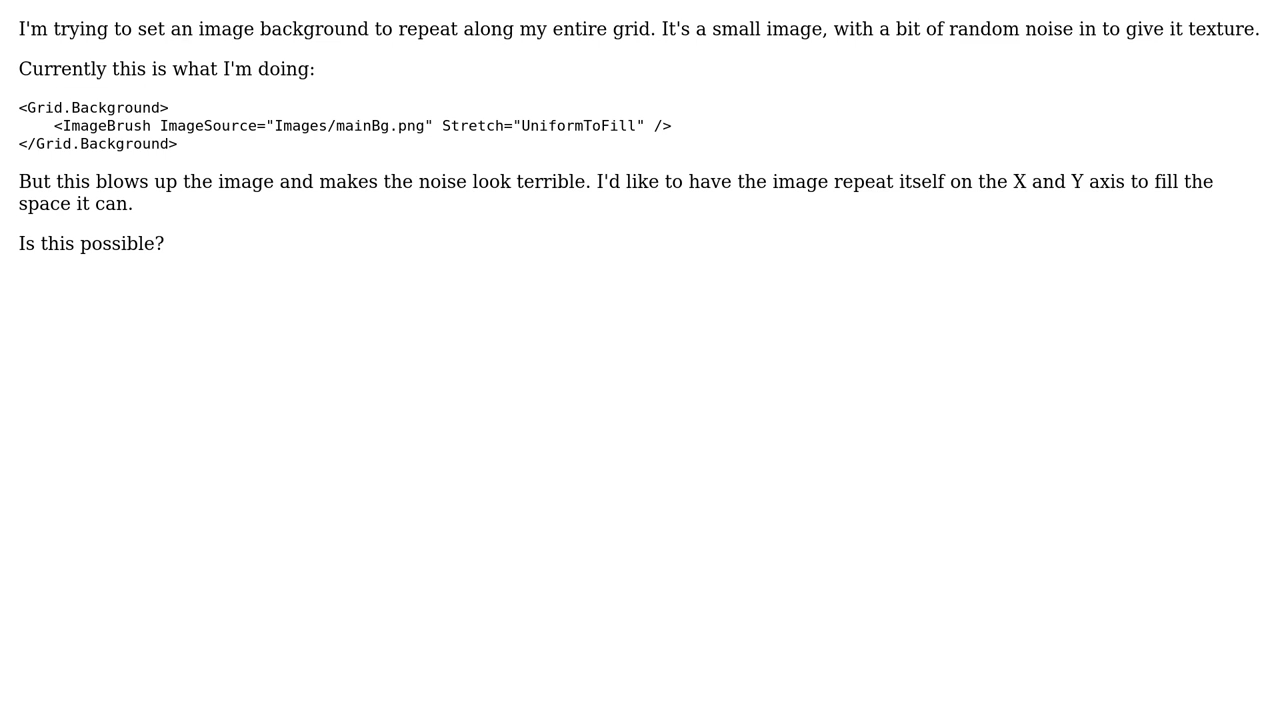 I'm trying to set an image background to repeat along my entire grid. It's a small image, with a bit of random noise in to give it texture.
Currently this is what I'm doing:
<Grid.Background>
    <ImageBrush ImageSource="Images/mainBg.png" Stretch="UniformToFill" />
</Grid.Background>
But this blows up the image and makes the noise look terrible. I'd like to have the image repeat itself on the X and Y axis to fill the
space it can.
Is this possible?